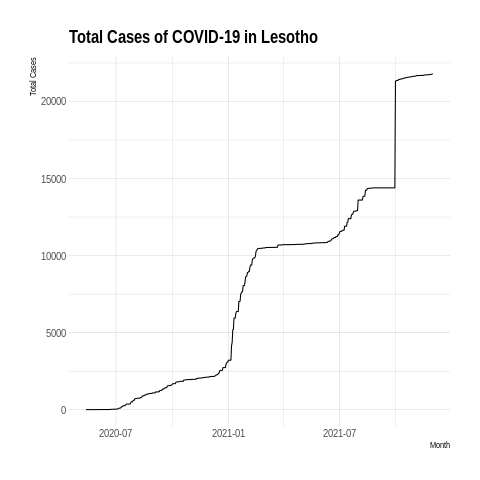 Total Cases of COVID-19 in Lesotho
Total Cases
20000
15000
10000
5000
0
2020-07 2021-01 2021-07
Month